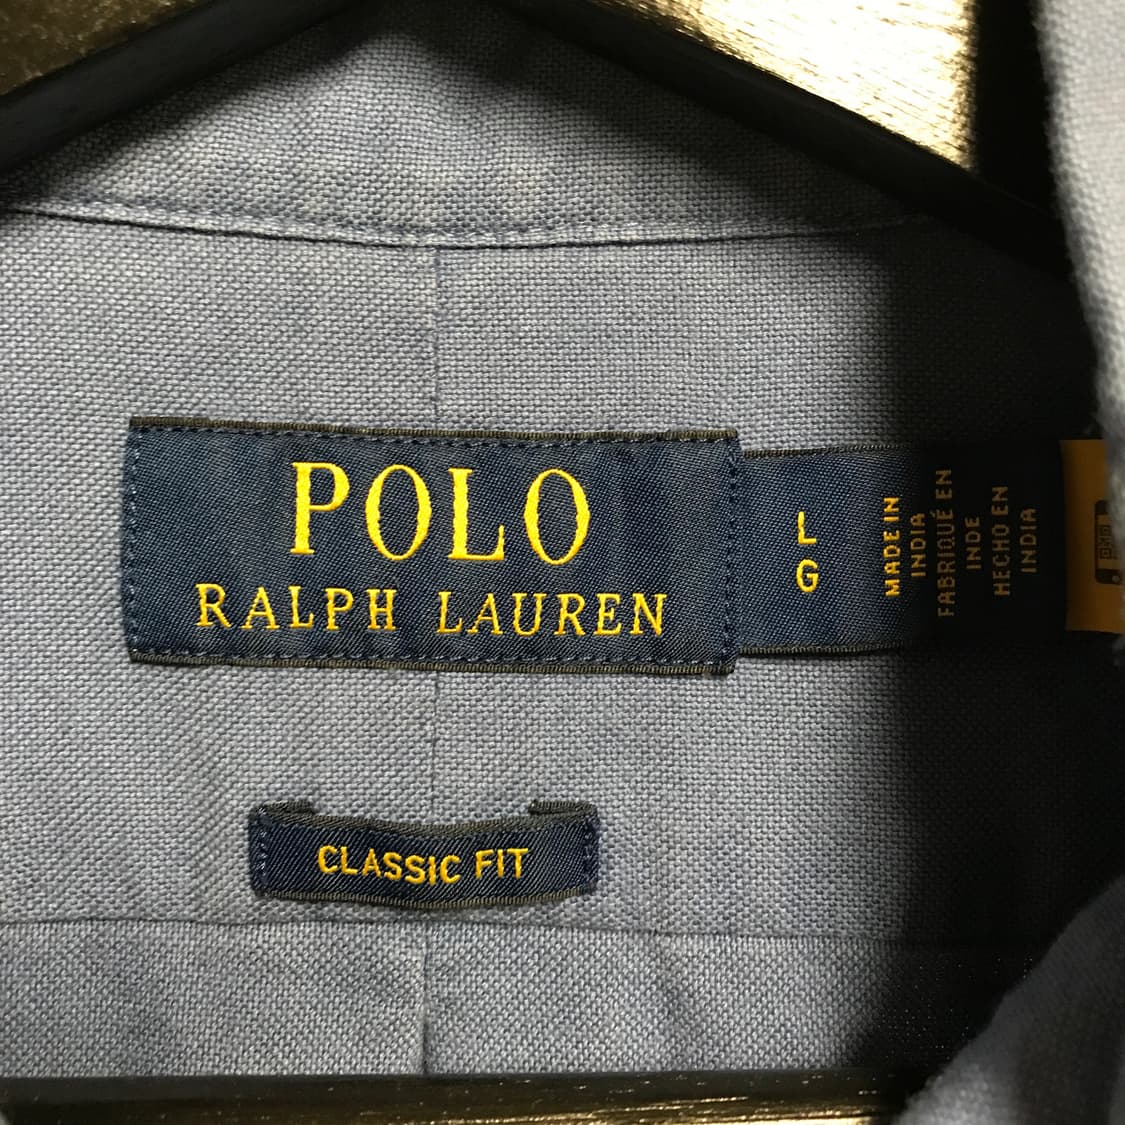 POLO
RALPH LAUREN
L
G
MADE IN
INDIA
FABRIQUÉ EN
INDE
HECHO EN
INDIA
CLASSIC FIT